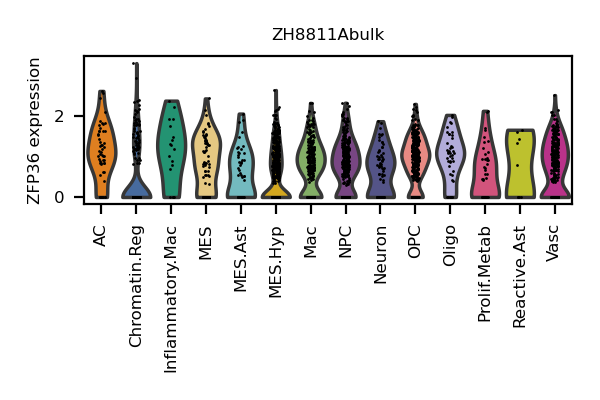 ZH8811Abulk
ZFP36 expression
2
0
AC
Chromatin.Reg
Inflammatory.Mac
MES
MES.Ast
MES.Hyp
Mac
NPC
Neuron
OPC
Oligo
Prolif.Metab
Reactive.Ast
Vasc